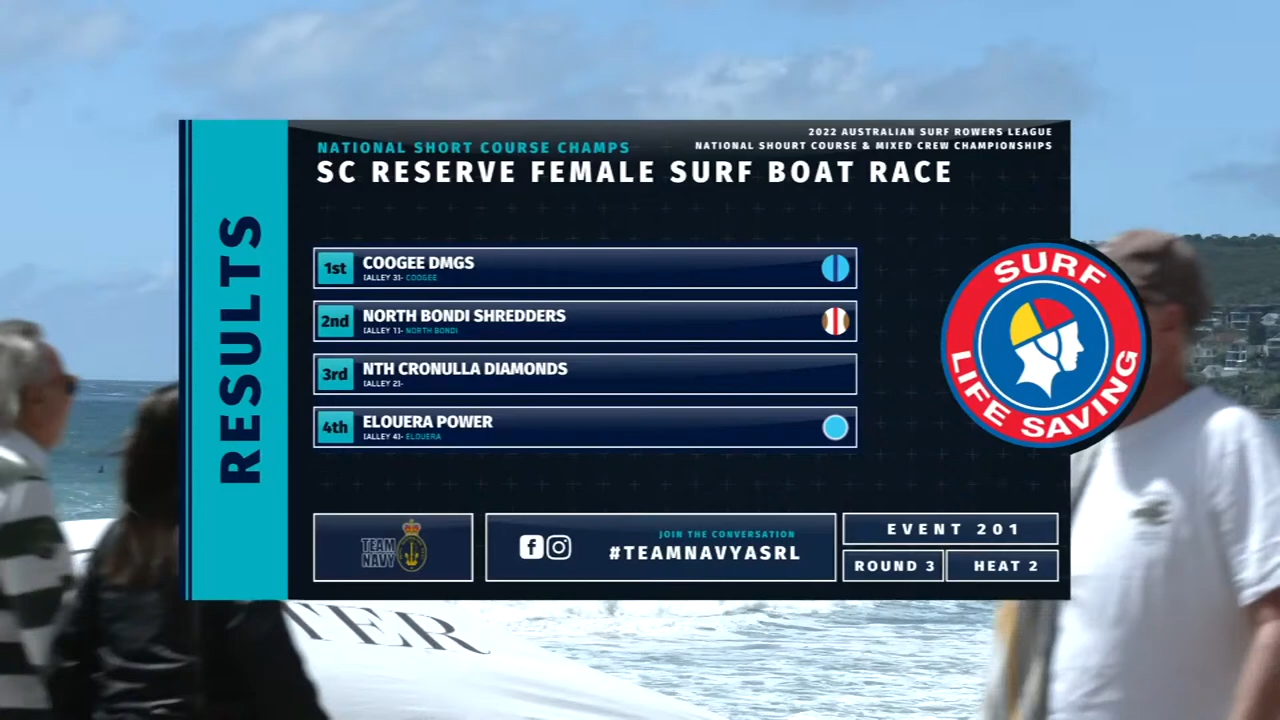 2022 AUSTRALIAN SURF ROWERS LEAGUE
NATIONAL SHORT COURSE CHAMPS
NATIONAL SHOURT COURSE & MIXED CREW CHAMPIONSHIPS
SC RESERVE FEMALE SURF BOAT RACE
RESULTS
1st COOGEE DMGS
(ALLEY 3)- COOGEE
2nd NORTH BONDI SHREDDERS
(ALLEY 1)- NORTH BONDI
3rd NTH CRONULLA DIAMONDS
(ALLEY 2)-
4th ELOUERA POWER
(ALLEY 4)- ELOUERA
SURF
LIFE SAVING
TEAM
NAVY
JOIN THE CONVERSATION
#TEAMNAVYASRL
EVENT 201
ROUND 3
HEAT 2